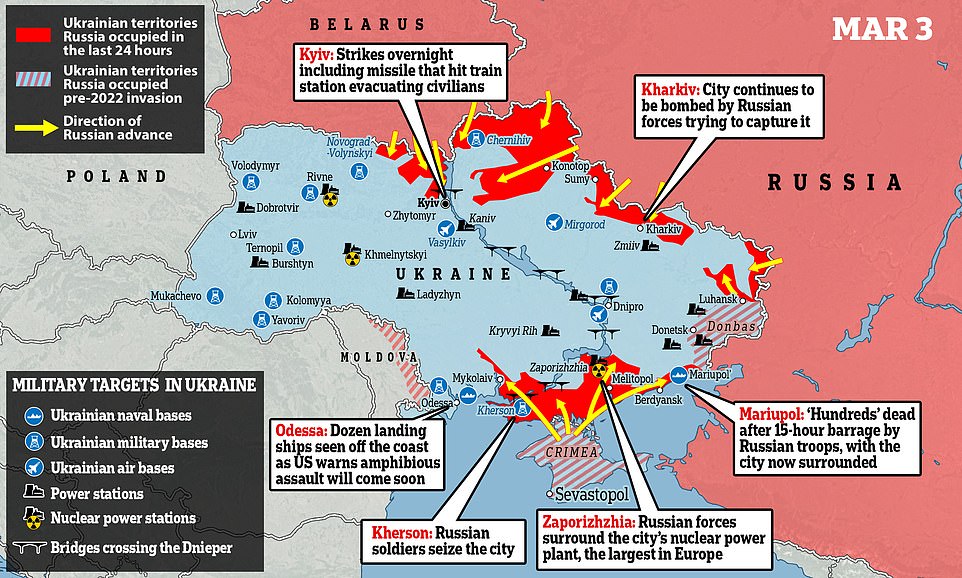 Ukrainian territories
Russia occupied in
the last 24 hours
Ukrainian territories
Russia occupied
pre-2022 invasion
Direction of
Russian advance
BELARUS
MAR 3
Kyiv: Strikes overnight
including missile that hit train
station evacuating civilians
Kharkiv: City continues to
be bombed by Russian
forces trying to capture it
POLAND
RUSSIA
Novograd
-Volynskyi
Chernihiv
Volodymyr
Rivne
Konotop
Sumy
Dobrotvir
Kyiv
Zhytomyr
Kaniv
Mirgorod
Kharkiv
Lviv
Vasylkiv
Ternopil
Zmiiv
Burshtyn
Khmelnytskyi
UKRAINE
Mukachevo
Kolomyya
Ladyzhyn
Luhansk
Dnipro
Yavoriv
Kryvyi Rih
Donetsk
Donbas
MOLDOVA
Zaporizhzhia
Mykolaiv
Melitopol
Mariupol'
Odessa
Kherson
Berdyansk
MILITARY TARGETS IN UKRAINE
Ukrainian naval bases
Ukrainian military bases
Ukrainian air bases
Power stations
Nuclear power stations
Bridges crossing the Dnieper
Odessa: Dozen landing
ships seen off the coast
as US warns amphibious
assault will come soon
CRIMEA
Sevastopol
Mariupol: ‘Hundreds’ dead
after 15-hour barrage by
Russian troops, with the
city now surrounded
Kherson: Russian
soldiers seize the city
Zaporizhzhia: Russian forces
surround the city's nuclear power
plant, the largest in Europe